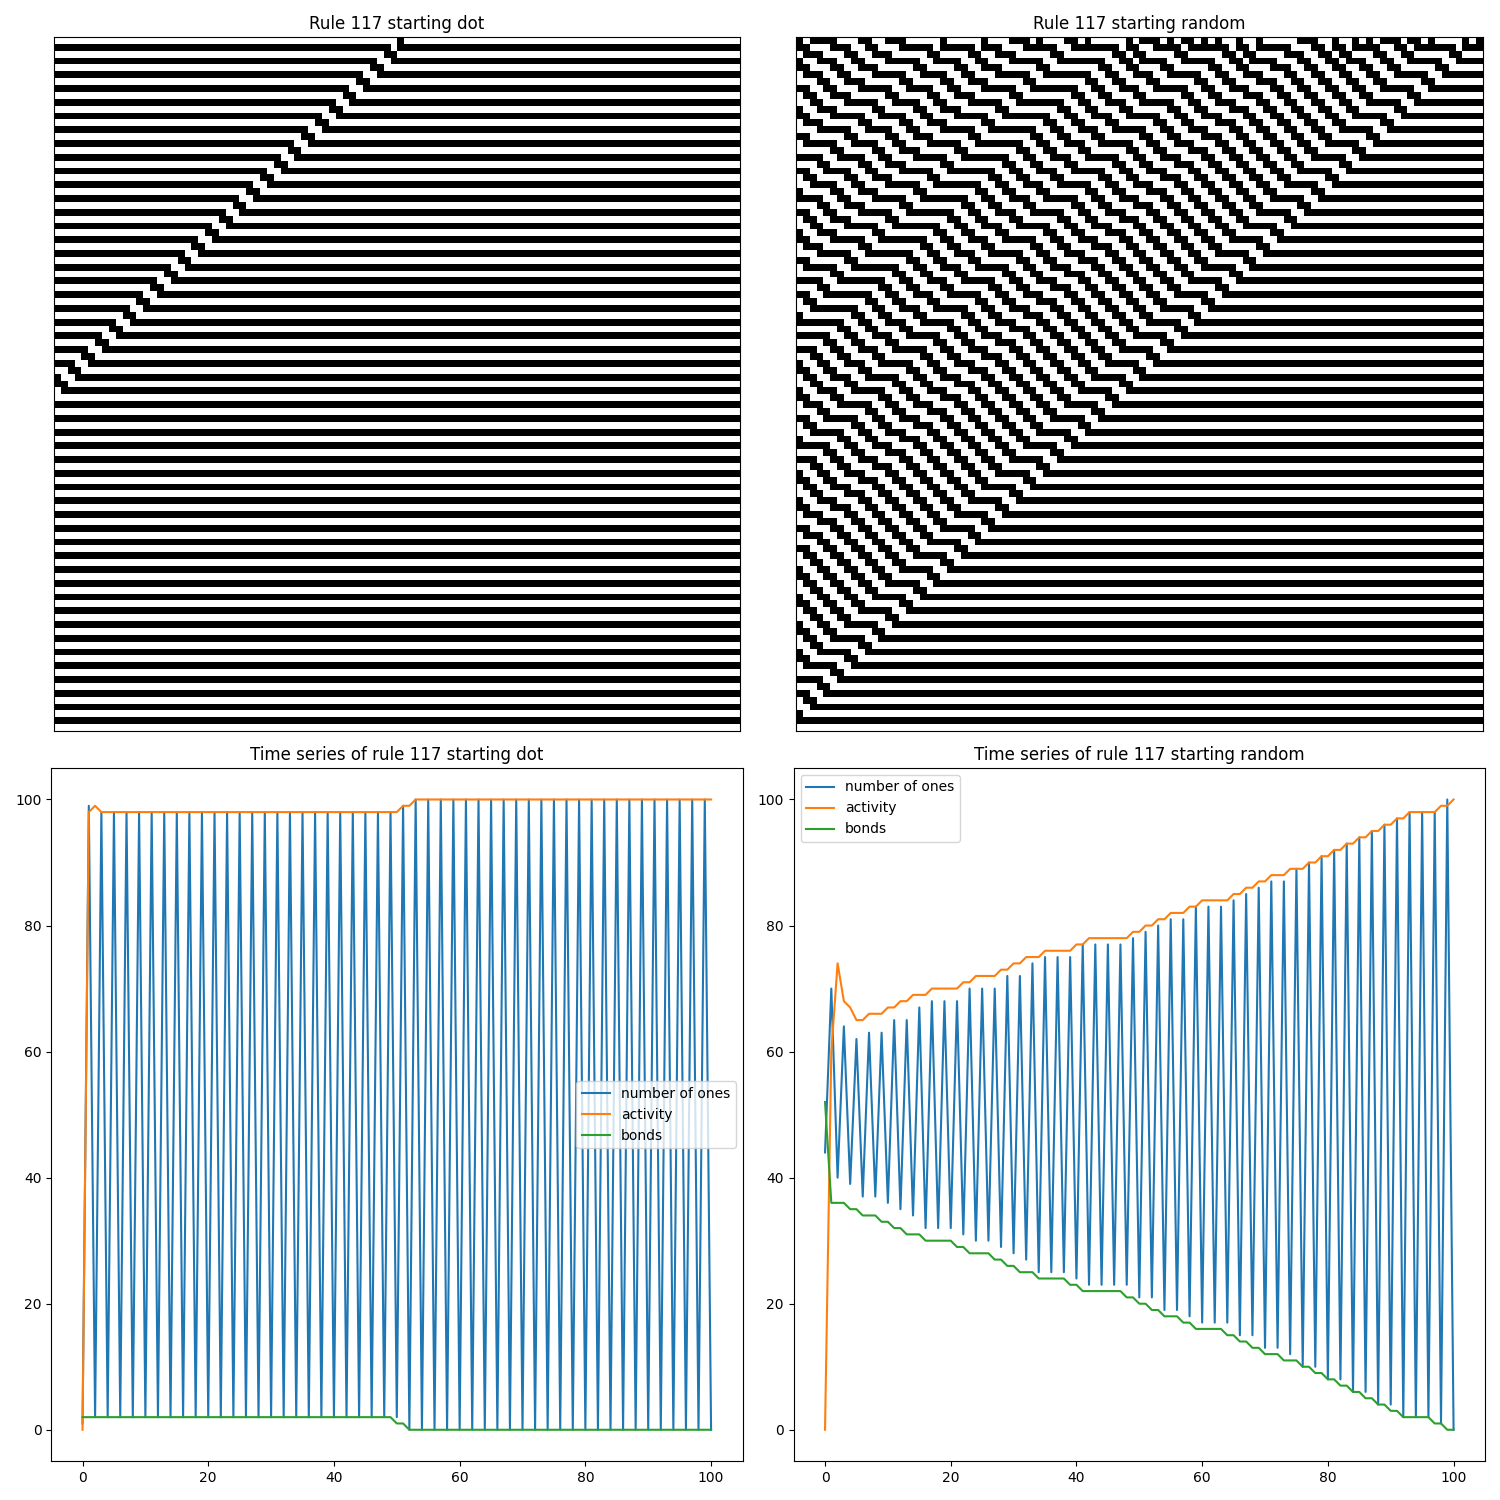 Rule 117 starting dot
Rule 117 starting random
Time series of rule 117 starting dot
100
80
60
40
20
0
0
20
40
60
80
100
number of ones
activity
bonds
Time series of rule 117 starting random
number of ones
activity
bonds
100
80
60
40
20
0
0
20
40
60
80
100